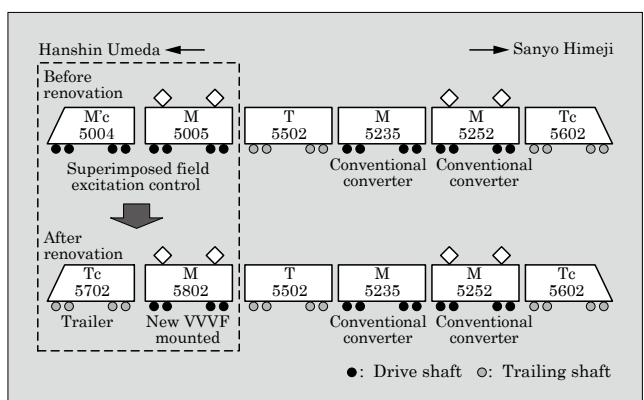 Hanshin Umeda
Sanyo Himeji
Before
renovation
M'c
5004
M
5005
T
5502
M
5235
M
5252
Tc
5602
Superimposed field
excitation control
Conventional
converter
Conventional
converter
After
renovation
Tc
5702
M
5802
T
5502
M
5235
M
5252
Tc
5602
Trailer
New VVVF
mounted
Conventional
converter
Conventional
converter
●: Drive shaft
: Trailing shaft